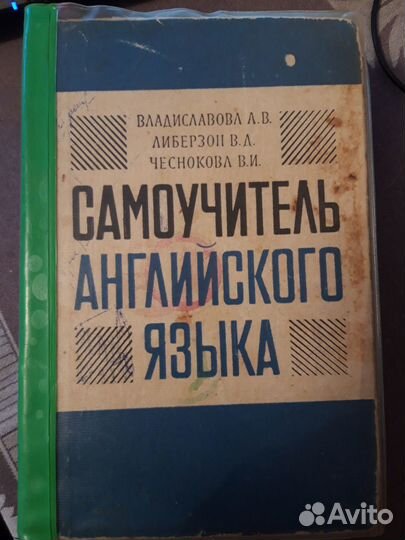 ВЛАДИСЛАВОВА А.В.
ЛИБЕРЗОН В.Д.
ЧЕСНОКОВА В.И.
САМОУЧИТЕЛЬ
АНГЛИЙСКОГО
ЯЗЫКА
Avito